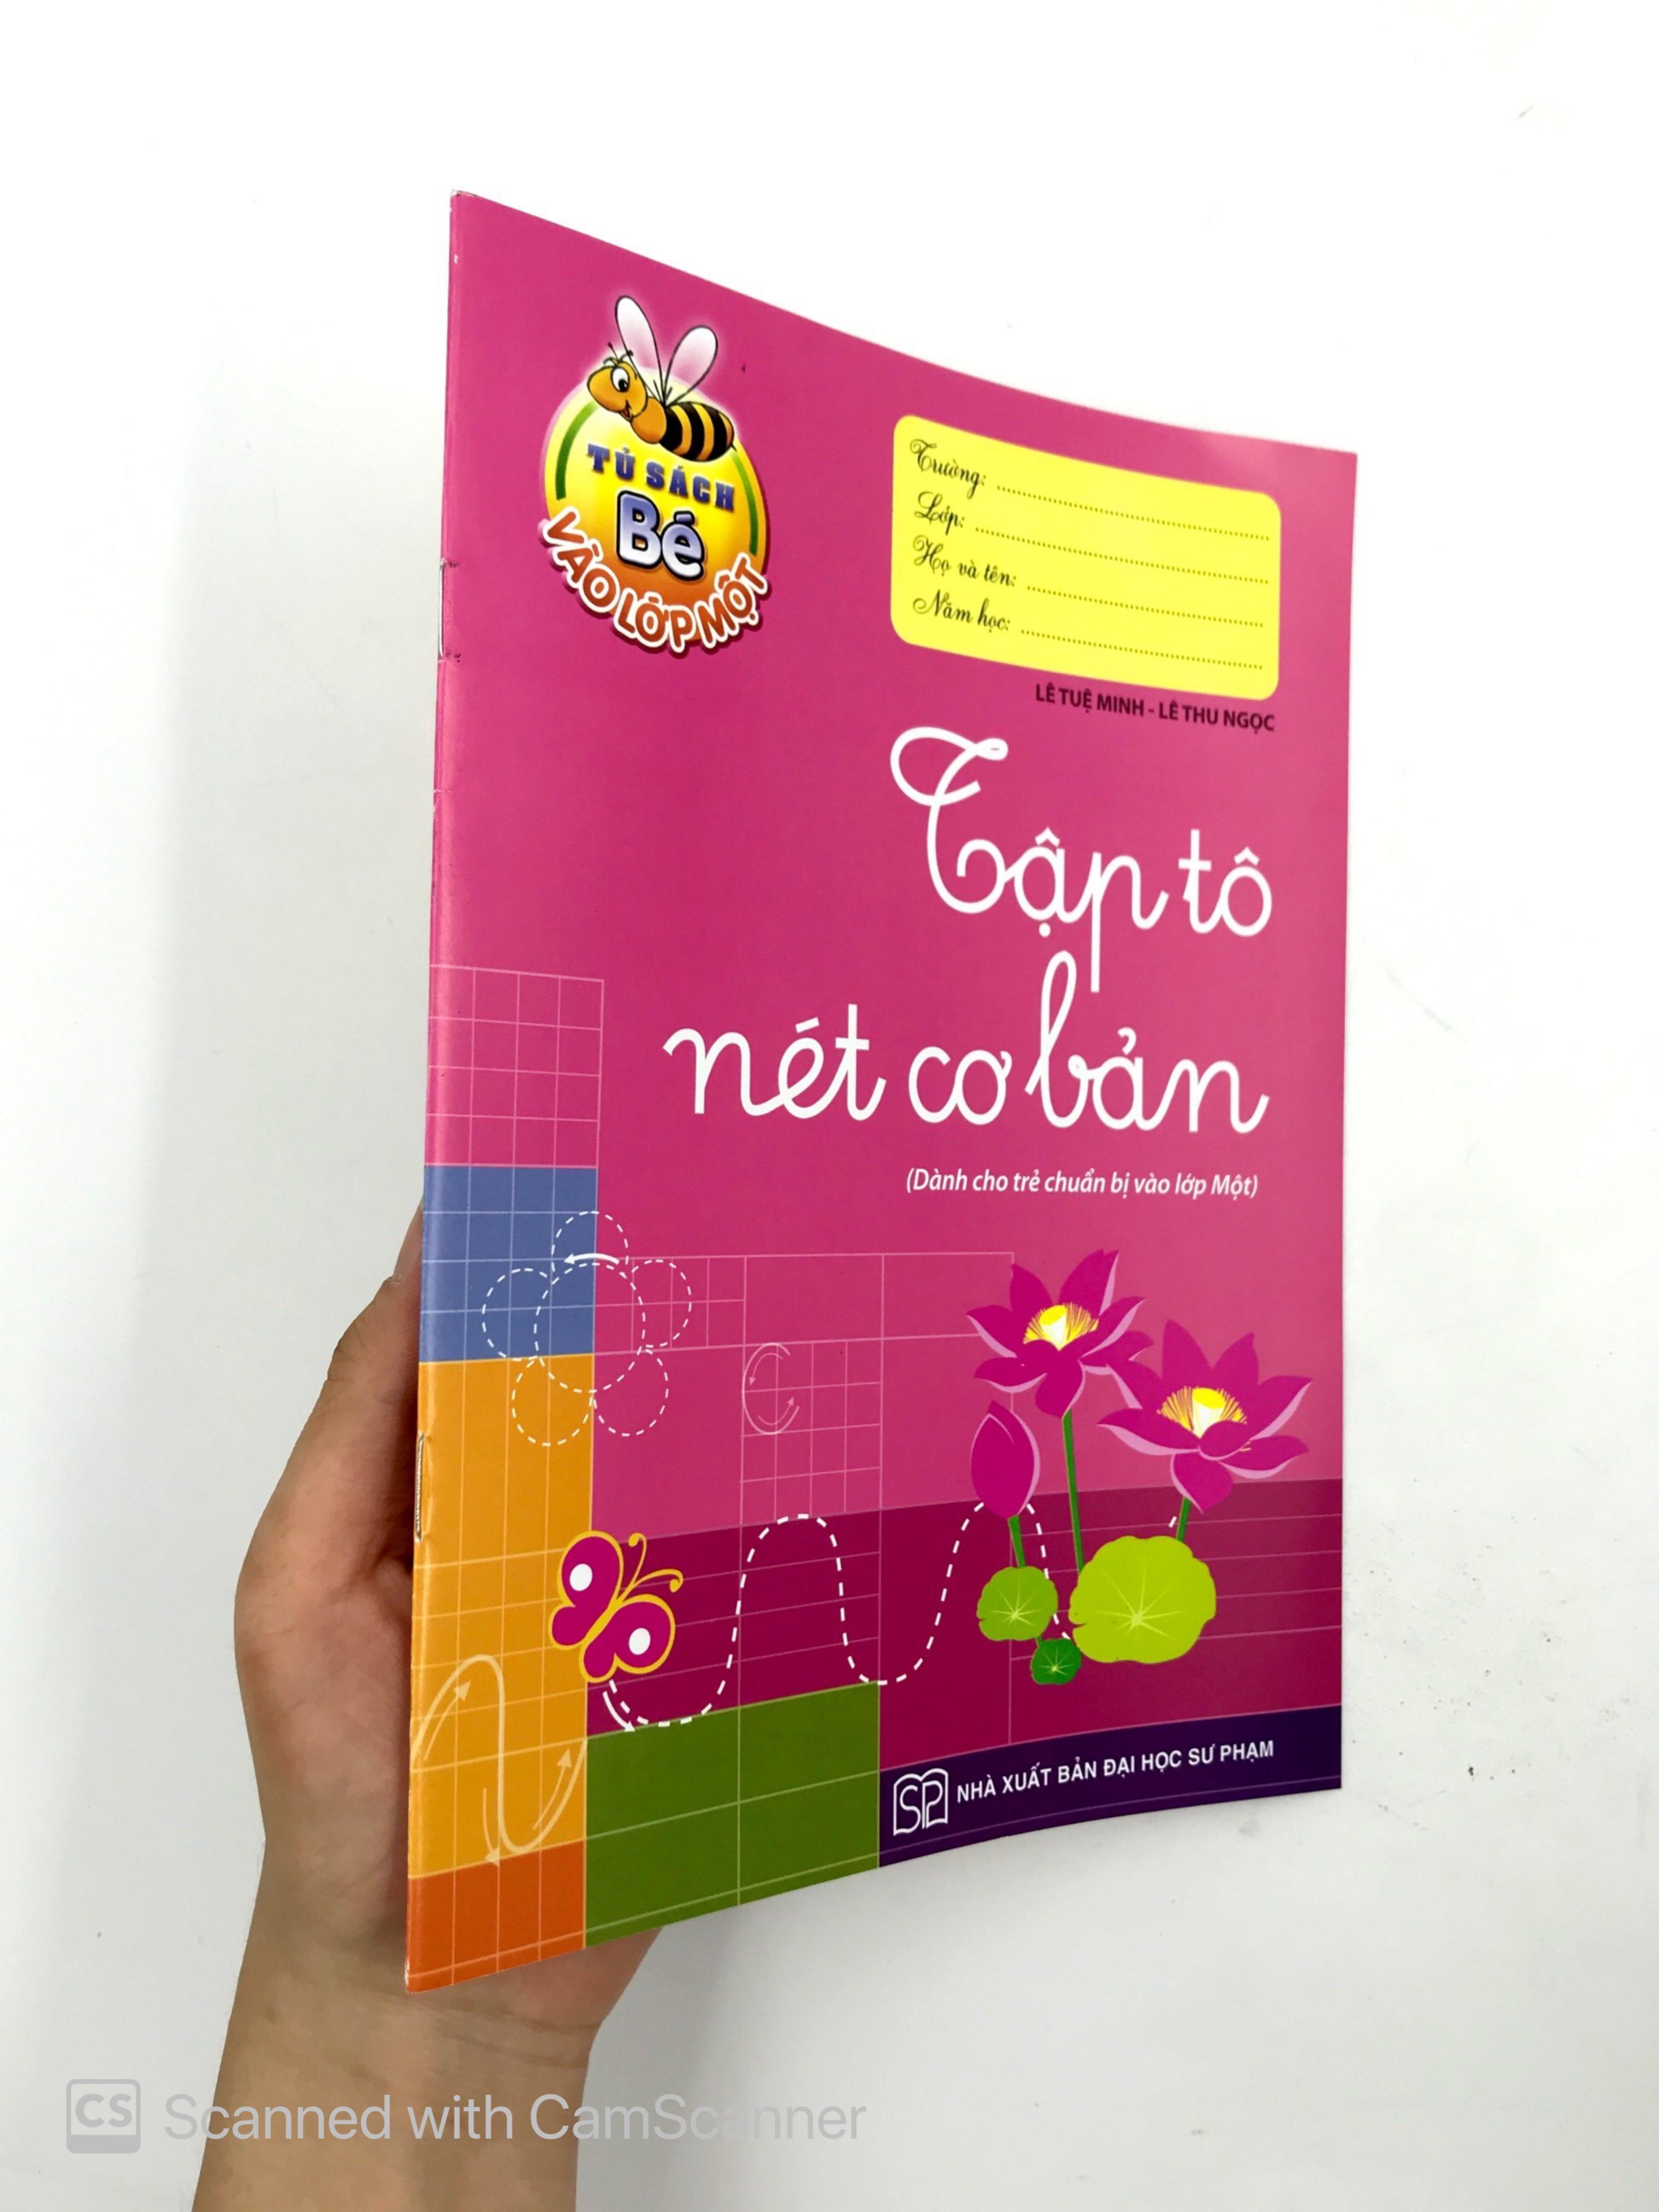 TỦ SÁCH
Bé
VÀO LỚP MỘT
Trường:
Lớp:
Họ và tên:
Năm học:
LÊ TUỆ MINH - LÊ THU NGỌC
Tập tô
nét cơ bản
(Dành cho trẻ chuẩn bị vào lớp Một)
c
SP NHÀ XUẤT BẢN ĐẠI HỌC SƯ PHẠM
CS Scanned with CamScanner